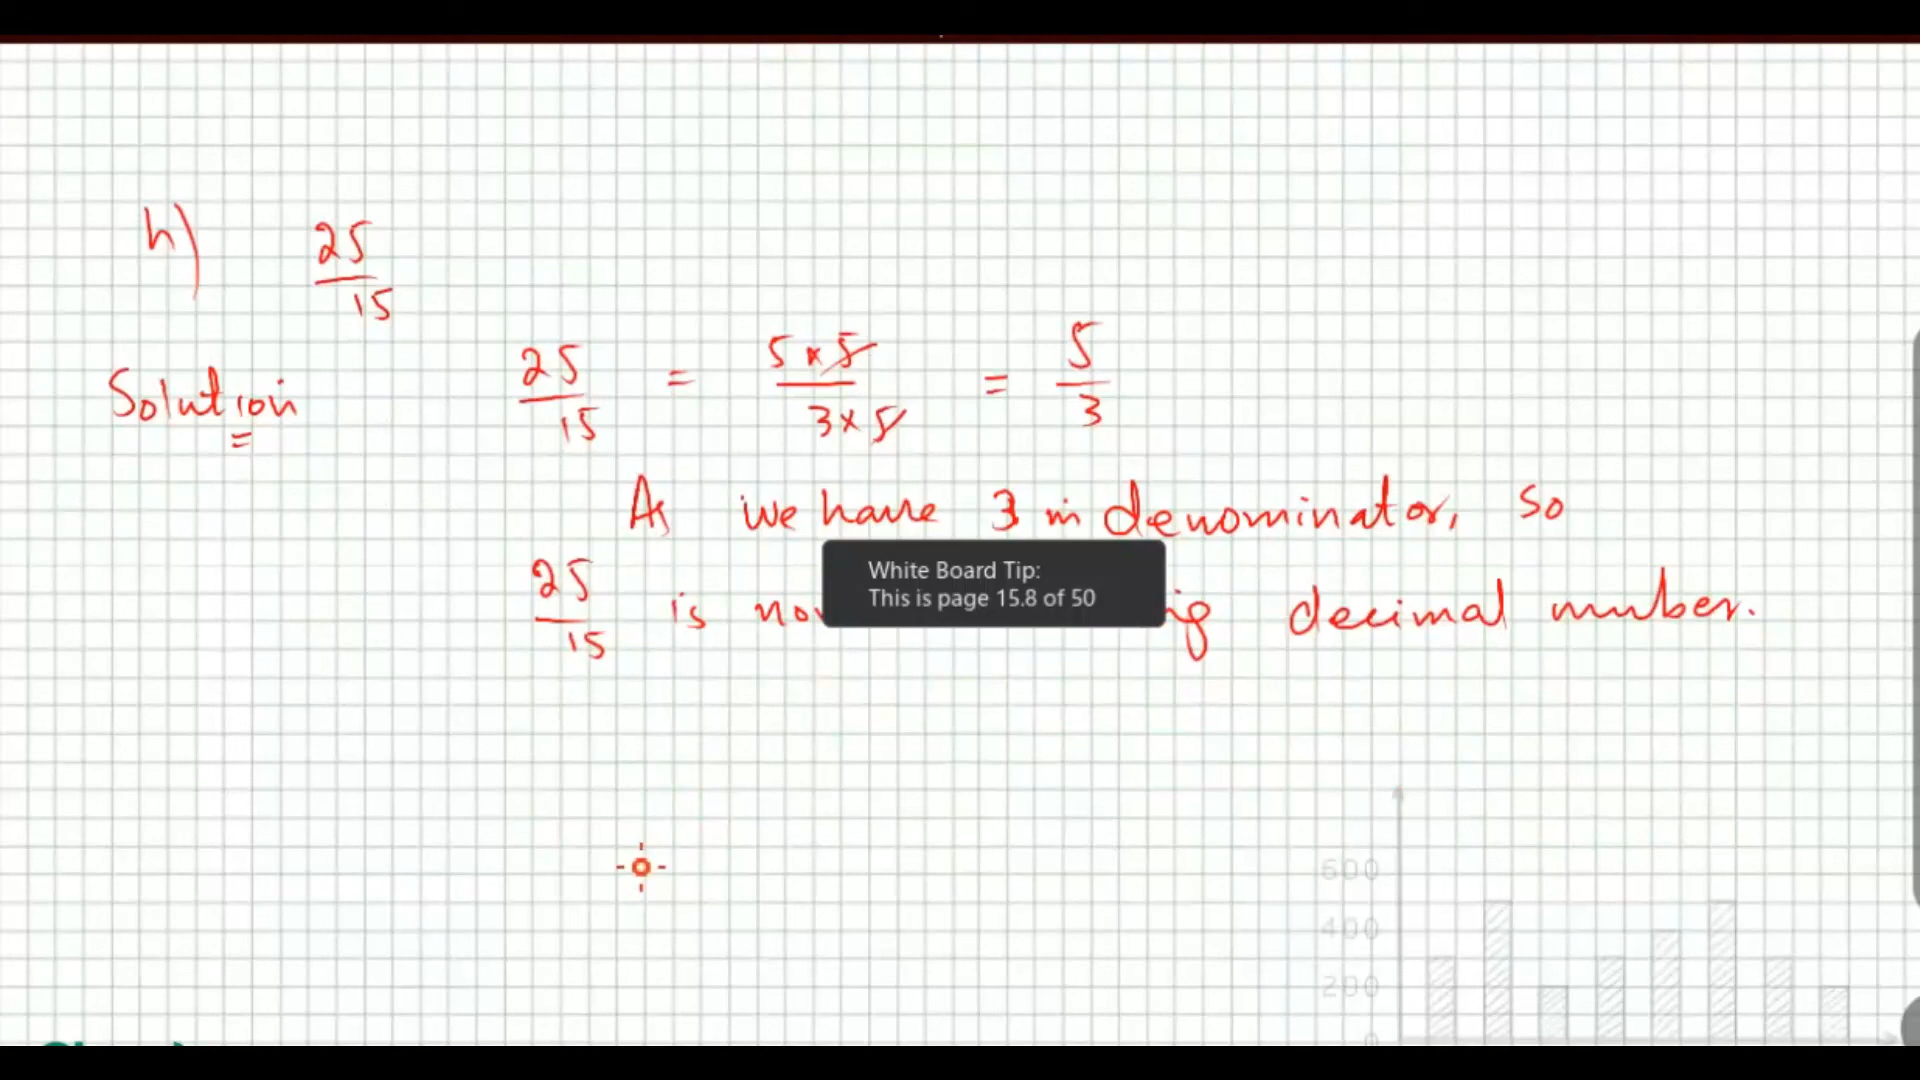 h) 25/15
Solution 25/15 = 5×5/3×5 = 5/3
As we have 3 in denominator, so
25/15 is decimal number.
White Board Tip:
This is page 15.8 of 50
600
400
200
0